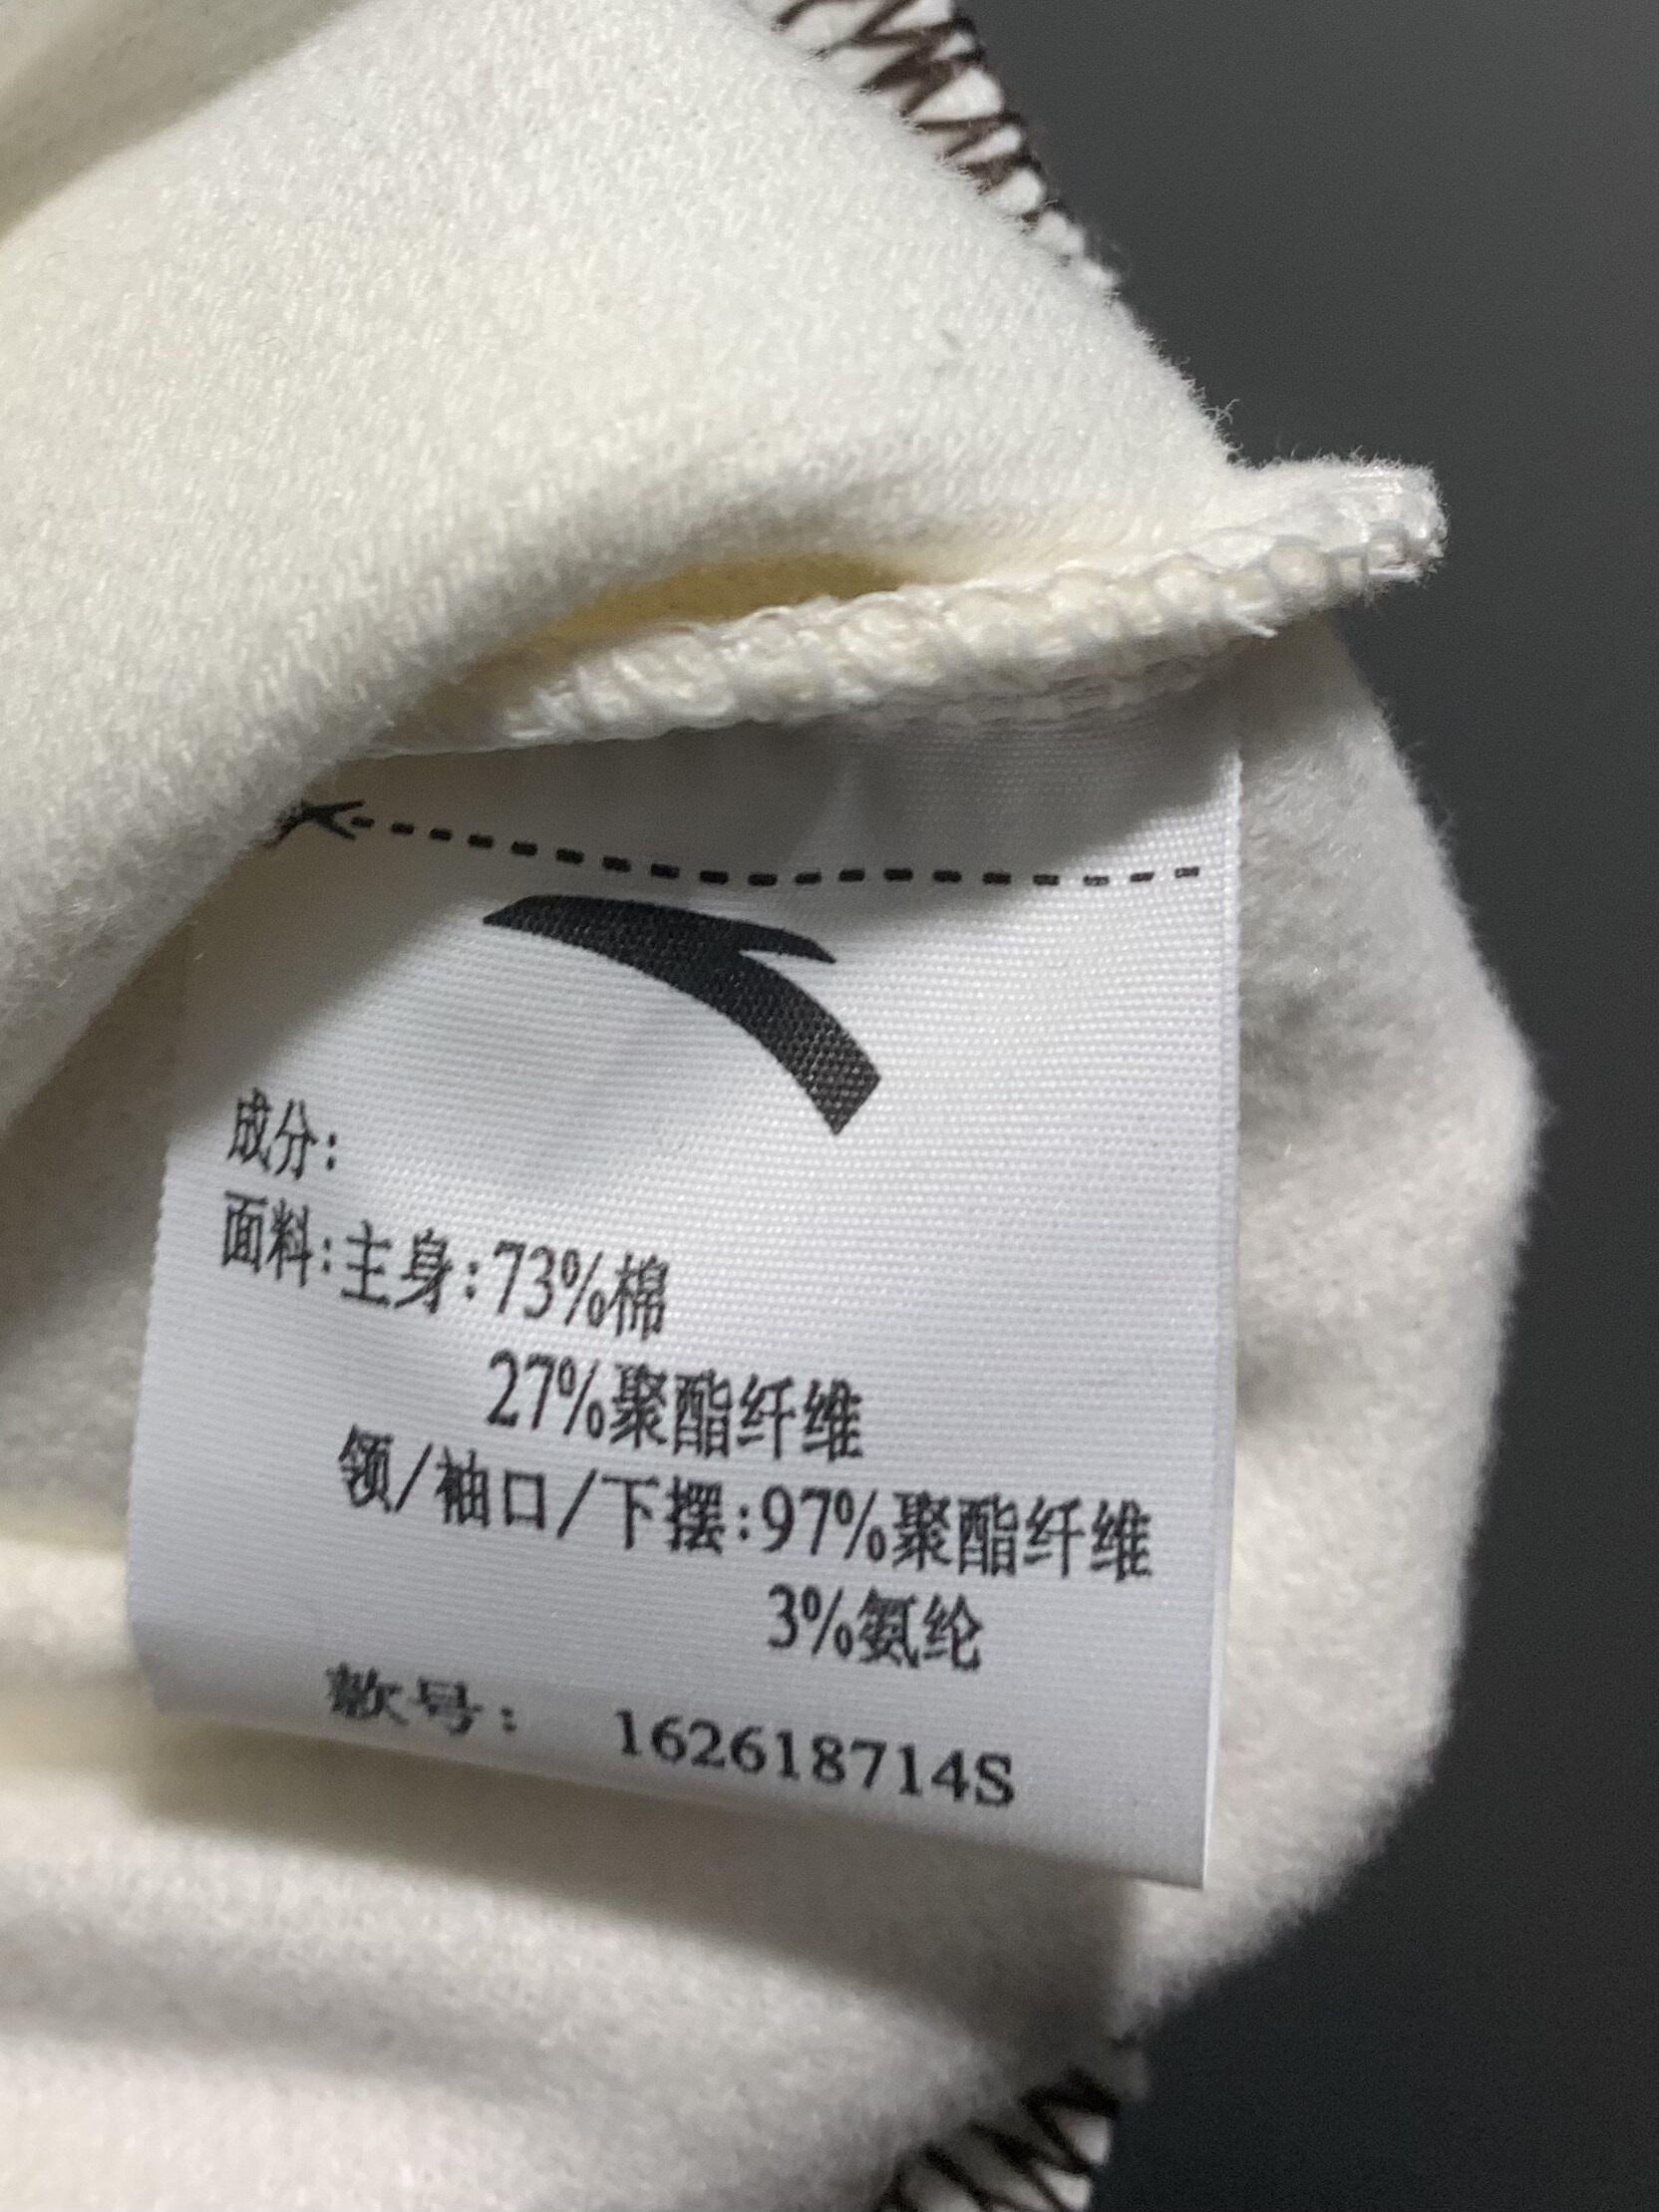 成分:
面料:主身:73%棉
27%聚酯纤维
领/袖口/下摆:97%聚酯纤维
3%氨纶
款号: 162618714S